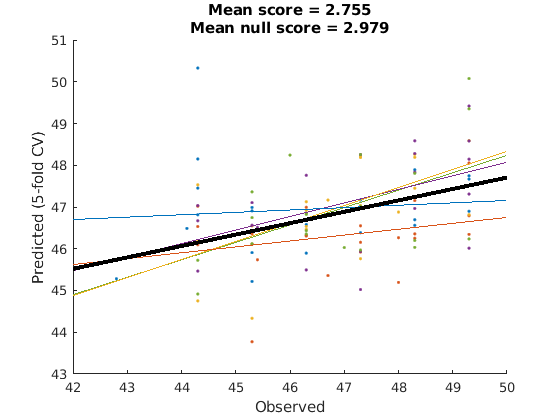 Mean score = 2.755
Mean null score = 2.979
51
50
49
48
47
46
45
44
43
Predicted (5-fold CV)
42 43 44 45 46 47 48 49 50
Observed